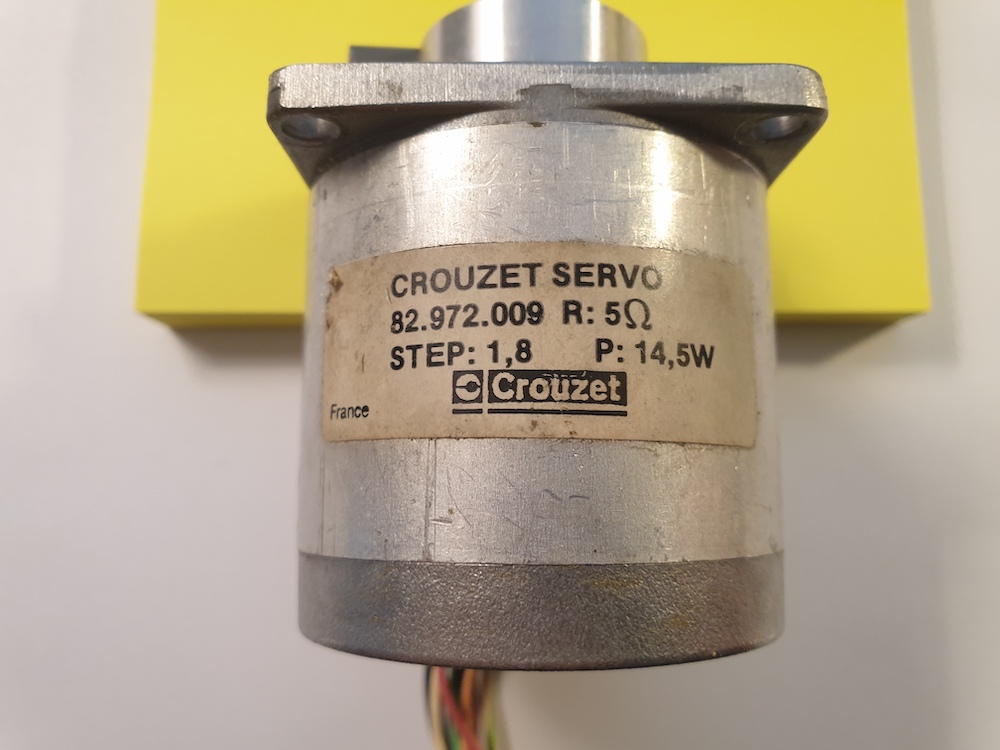 CROUZET SERVO
82.972.009 R: 5Ω
STEP: 1,8 P: 14,5W
Crouzet
France